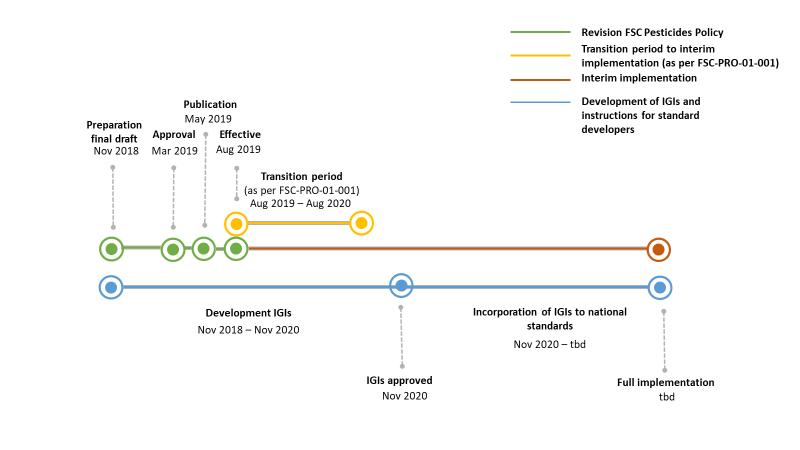 Revision FSC Pesticides Policy
Transition period to interim
implementation (as per FSC-PRO-01-001)
Interim implementation
Development of IGIs and
instructions for standard
developers
Publication
May 2019
Preparation
final draft
Nov 2018
Approval
Mar 2019
Effective
Aug 2019
Transition period
(as per FSC-PRO-01-001)
Aug 2019 – Aug 2020
Development IGIs
Nov 2018 – Nov 2020
Incorporation of IGIs to national
standards
Nov 2020 – tbd
IGIs approved
Nov 2020
Full implementation
tbd